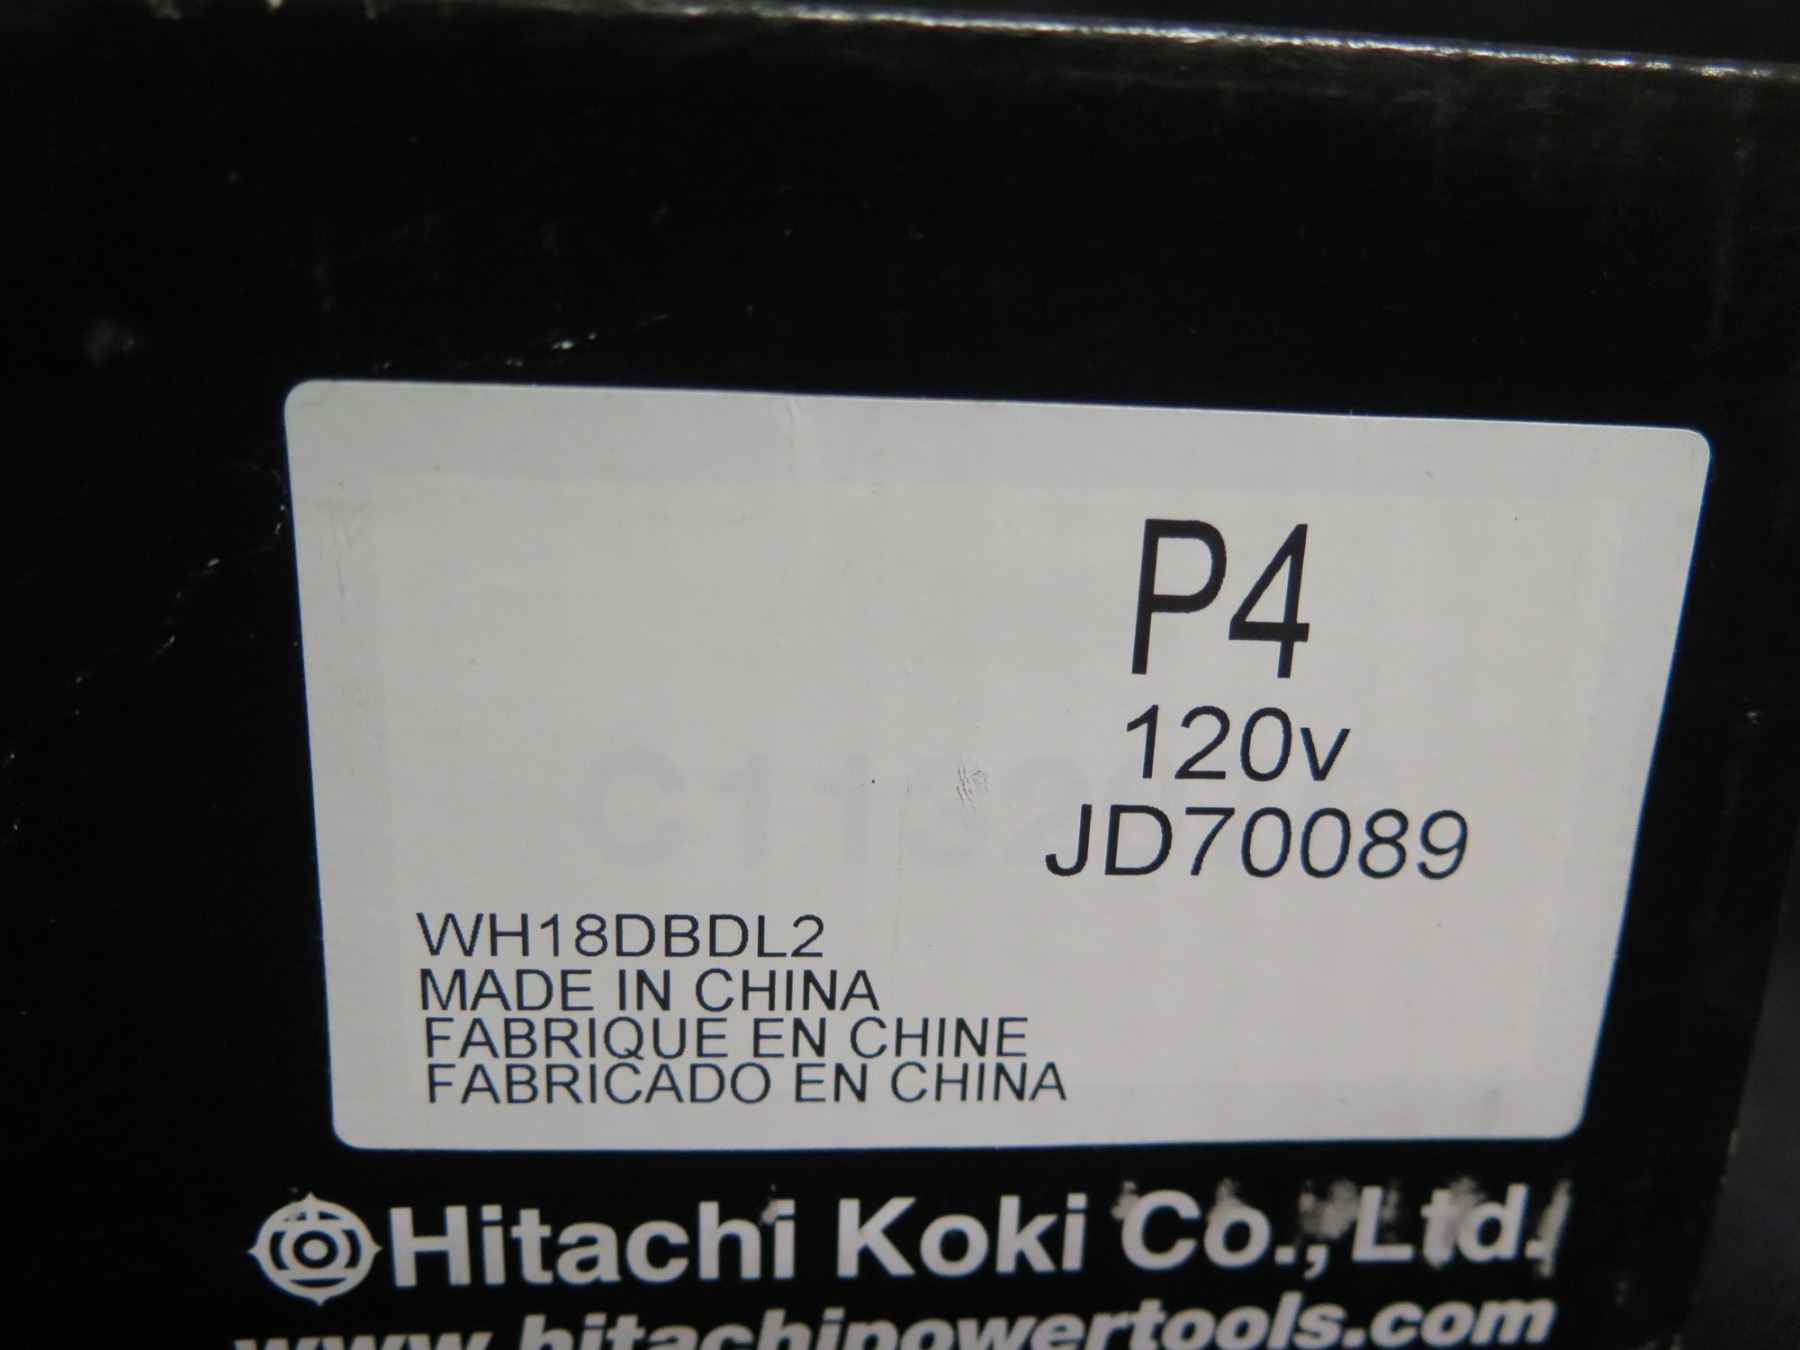 P4
120v
JD70089
WH18DBDL2
MADE IN CHINA
FABRIQUE EN CHINE
FABRICADO EN CHINA
Hitachi Koki Co., Ltd.
www.hitachipowertools.com